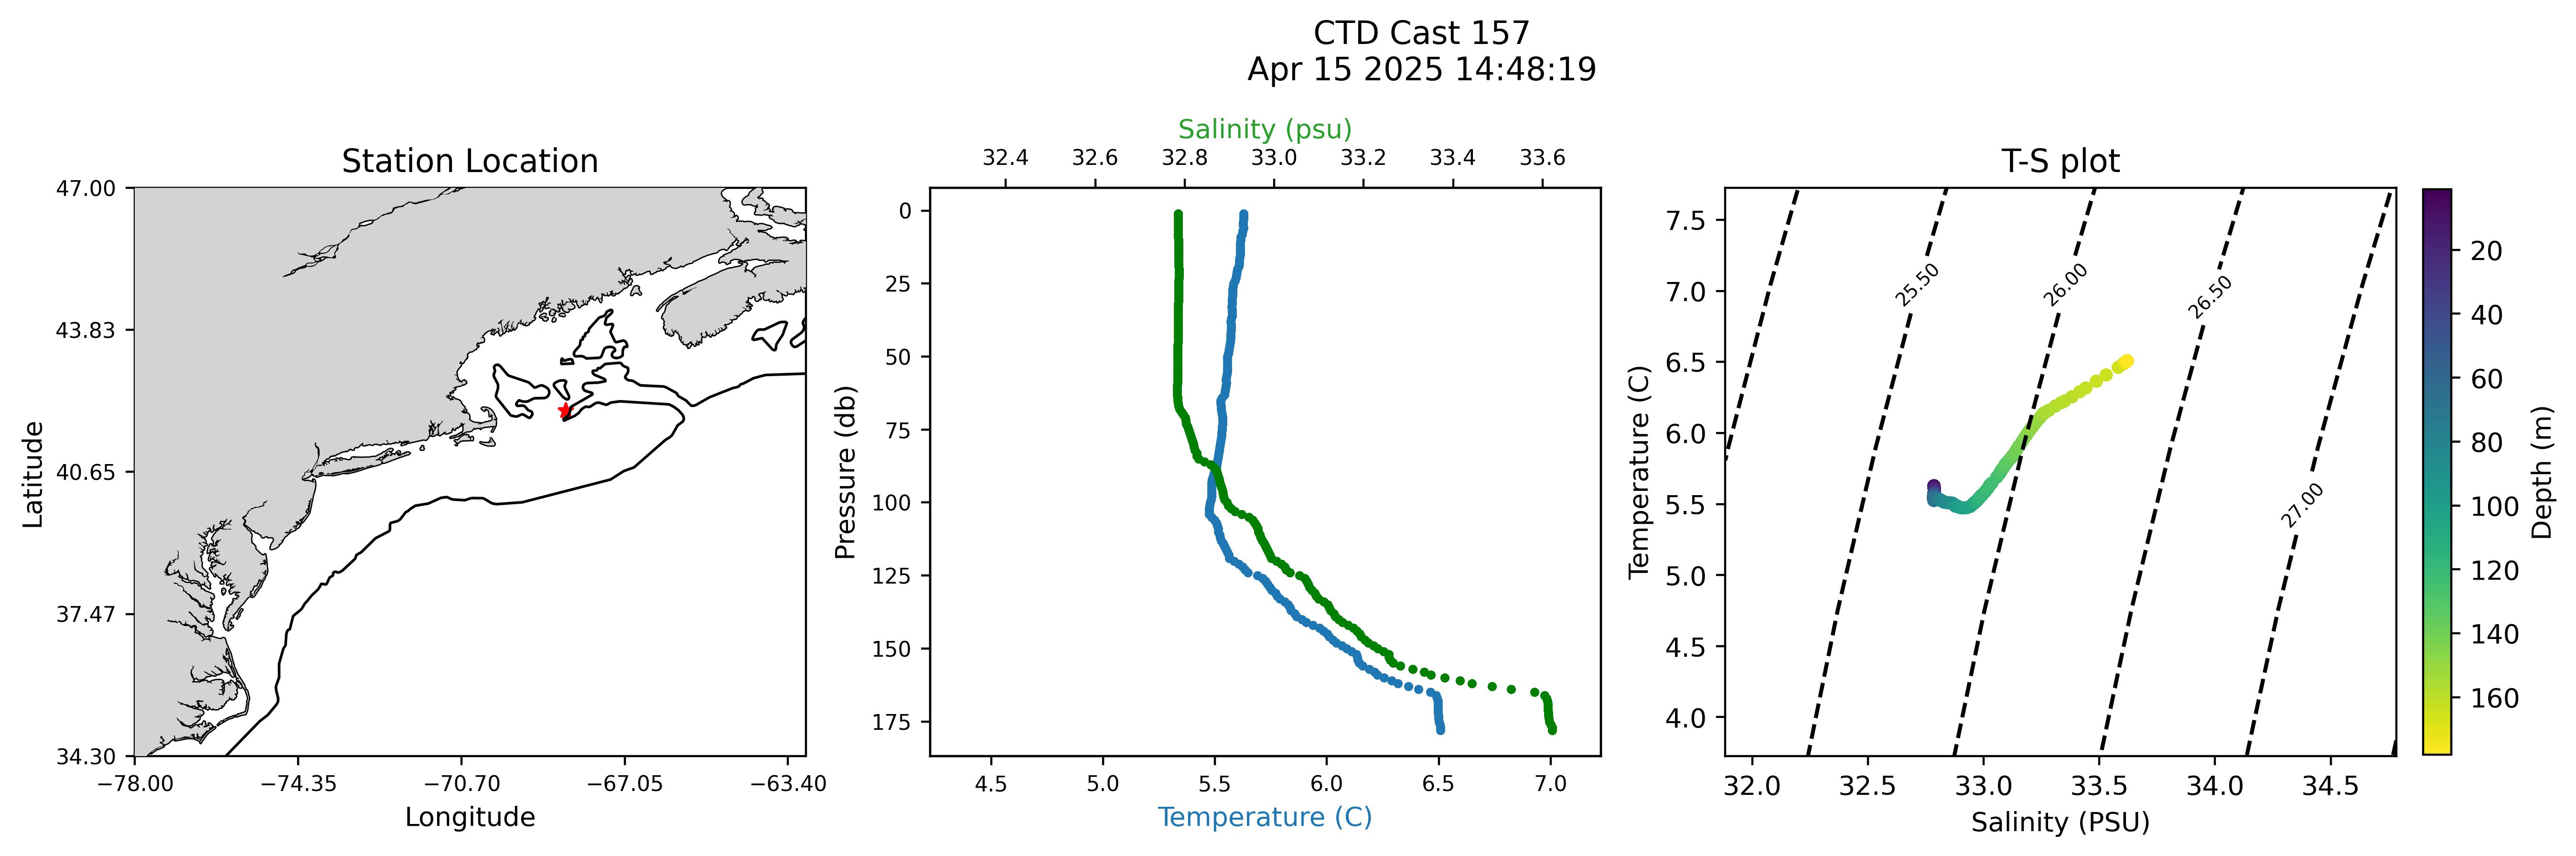 CTD Cast 157
Apr 15 2025 14:48:19
Station Location
47.00
43.83
40.65
37.47
34.30
Latitude
−78.00 −74.35 −70.70 −67.05 −63.40
Longitude
Salinity (psu)
32.4 32.6 32.8 33.0 33.2 33.4 33.6
0
25
50
75
100
125
150
175
Pressure (db)
4.5 5.0 5.5 6.0 6.5 7.0
Temperature (C)
T-S plot
7.5
7.0
6.5
6.0
5.5
5.0
4.5
4.0
Temperature (C)
25.50
26.00
26.50
27.00
32.0 32.5 33.0 33.5 34.0 34.5
Salinity (PSU)
20
40
60
80
100
120
140
160
Depth (m)